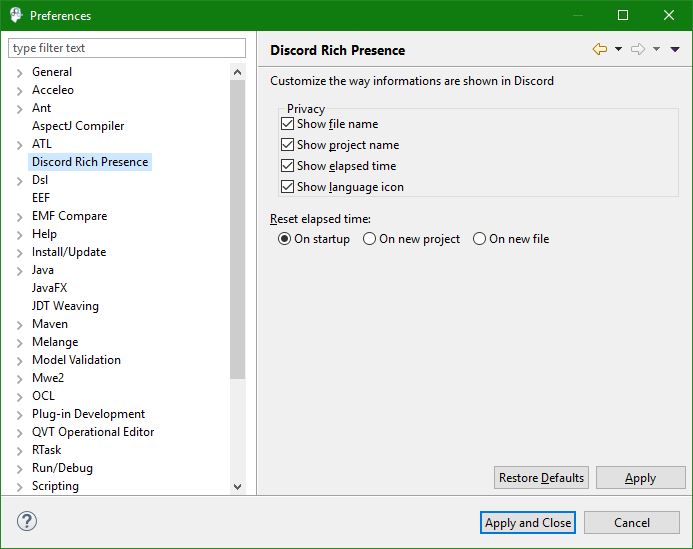 Preferences
type filter text
General
Acceleo
Ant
AspectJ Compiler
ATL
Discord Rich Presence
Dsl
EEF
EMF Compare
Help
Install/Update
Java
JavaFX
JDT Weaving
Maven
Melange
Model Validation
Mwe2
OCL
Plug-in Development
QVT Operational Editor
RTask
Run/Debug
Scripting
Discord Rich Presence
Customize the way informations are shown in Discord
Privacy
Show file name
Show project name
Show elapsed time
Show language icon
Reset elapsed time:
On startup On new project On new file
Restore Defaults Apply
? Apply and Close Cancel